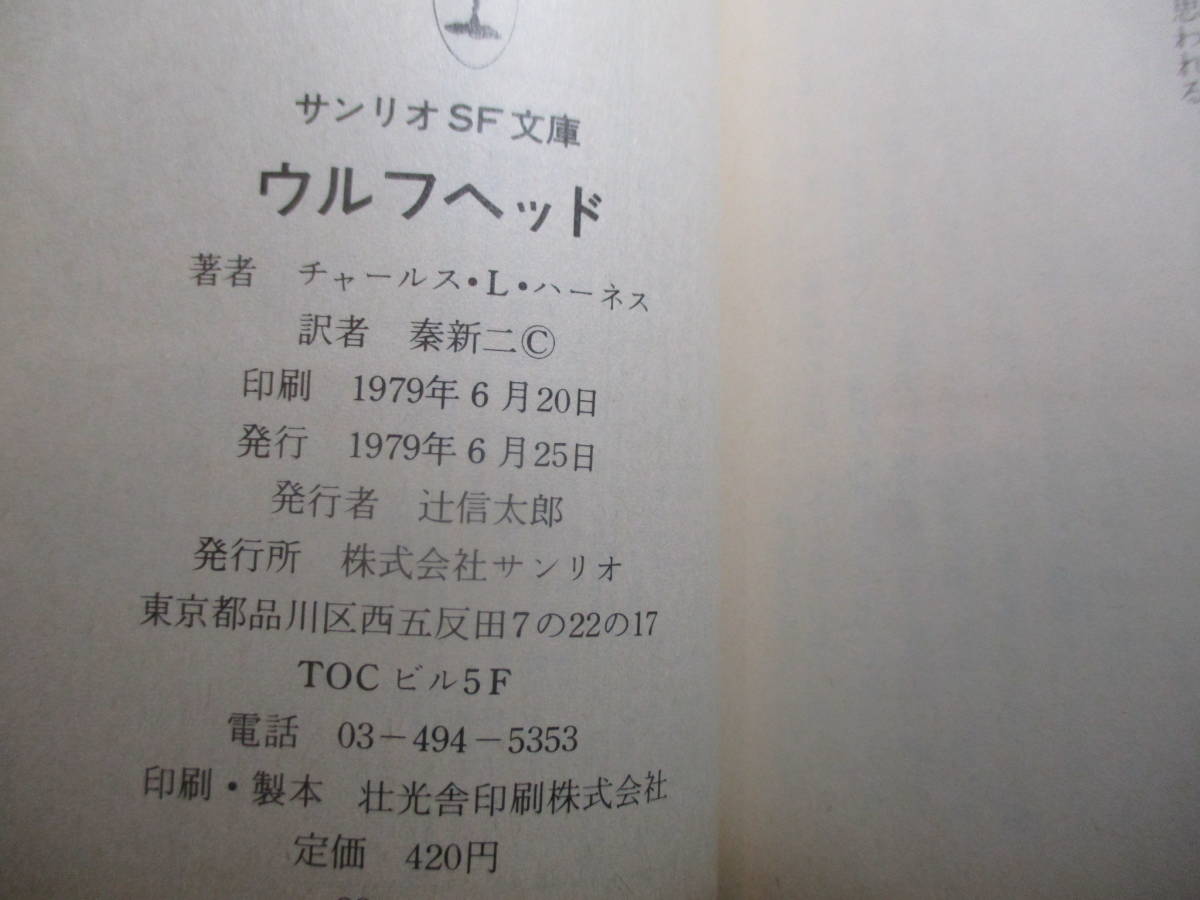 サンリオSF文庫
ウルフヘッド
著者 チャールス・L・ハーネス
訳者 秦新二©
印刷 1979年6月20日
発行 1979年6月25日
発行者 辻信太郎
発行所 株式会社サンリオ
東京都品川区西五反田7の22の17
TOCビル5F
電話 03-494-5353
印刷・製本 壮光舎印刷株式会社
定価 420円
思われる